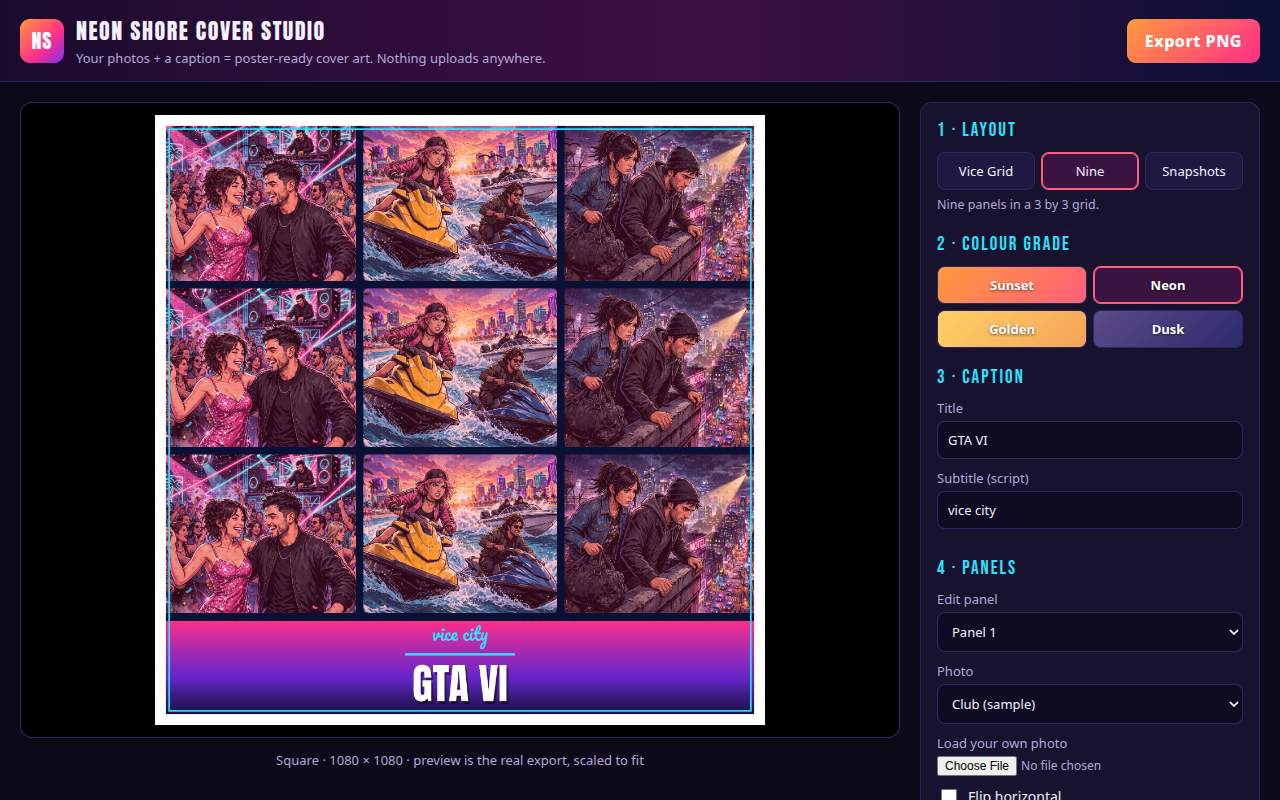 NS
NEON SHORE COVER STUDIO
Your photos + a caption = poster-ready cover art. Nothing uploads anywhere.
Export PNG
vice city
GTA VI
Square · 1080 × 1080 · preview is the real export, scaled to fit
1 · LAYOUT
Vice Grid
Nine
Snapshots
Nine panels in a 3 by 3 grid.
2 · COLOUR GRADE
Sunset
Neon
Golden
Dusk
3 · CAPTION
Title
GTA VI
Subtitle (script)
vice city
4 · PANELS
Edit panel
Panel 1
Photo
Club (sample)
Load your own photo
Choose File No file chosen
Flip horizontal